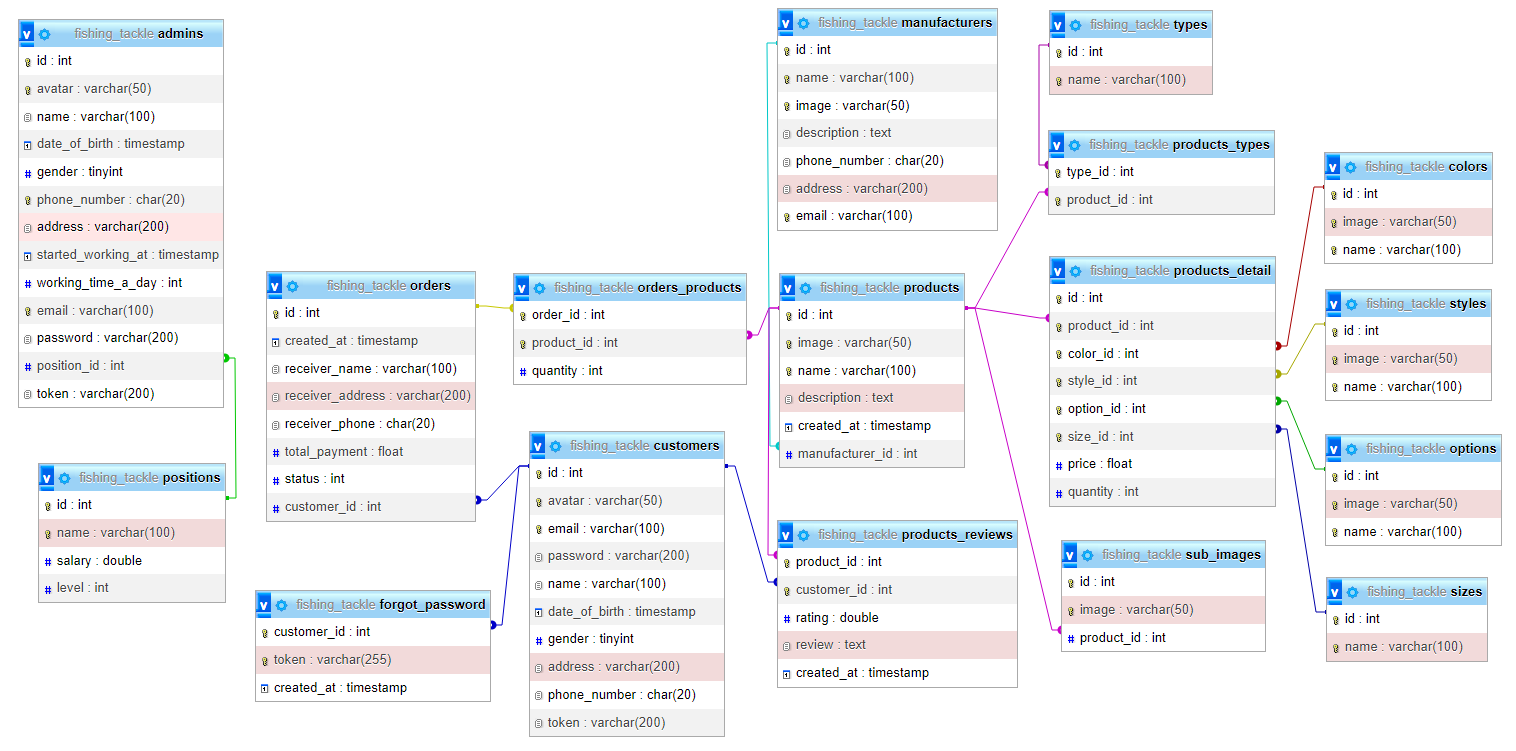 fishing_tackle admins
id : int
avatar : varchar(50)
name : varchar(100)
date_of_birth : timestamp
gender : tinyint
phone_number : char(20)
address : varchar(200)
started_working_at : timestamp
working_time_a_day : int
email : varchar(100)
password : varchar(200)
position_id : int
token : varchar(200)
fishing_tackle positions
id : int
name : varchar(100)
salary : double
level : int
fishing_tackle orders
id : int
created_at : timestamp
receiver_name : varchar(100)
receiver_address : varchar(200)
receiver_phone : char(20)
total_payment : float
status : int
customer_id : int
fishing_tackle forgot_password
customer_id : int
token : varchar(255)
created_at : timestamp
fishing_tackle orders_products
order_id : int
product_id : int
quantity : int
fishing_tackle customers
id : int
avatar : varchar(50)
email : varchar(100)
password : varchar(200)
name : varchar(100)
date_of_birth : timestamp
gender : tinyint
address : varchar(200)
phone_number : char(20)
token : varchar(200)
fishing_tackle manufacturers
id : int
name : varchar(100)
image : varchar(50)
description : text
phone_number : char(20)
address : varchar(200)
email : varchar(100)
fishing_tackle products
id : int
image : varchar(50)
name : varchar(100)
description : text
created_at : timestamp
manufacturer_id : int
fishing_tackle products_reviews
product_id : int
customer_id : int
rating : double
review : text
created_at : timestamp
fishing_tackle types
id : int
name : varchar(100)
fishing_tackle products_types
type_id : int
product_id : int
fishing_tackle products_detail
id : int
product_id : int
color_id : int
style_id : int
option_id : int
size_id : int
price : float
quantity : int
fishing_tackle sub_images
id : int
image : varchar(50)
product_id : int
fishing_tackle colors
id : int
image : varchar(50)
name : varchar(100)
fishing_tackle styles
id : int
image : varchar(50)
name : varchar(100)
fishing_tackle options
id : int
image : varchar(50)
name : varchar(100)
fishing_tackle sizes
id : int
name : varchar(100)